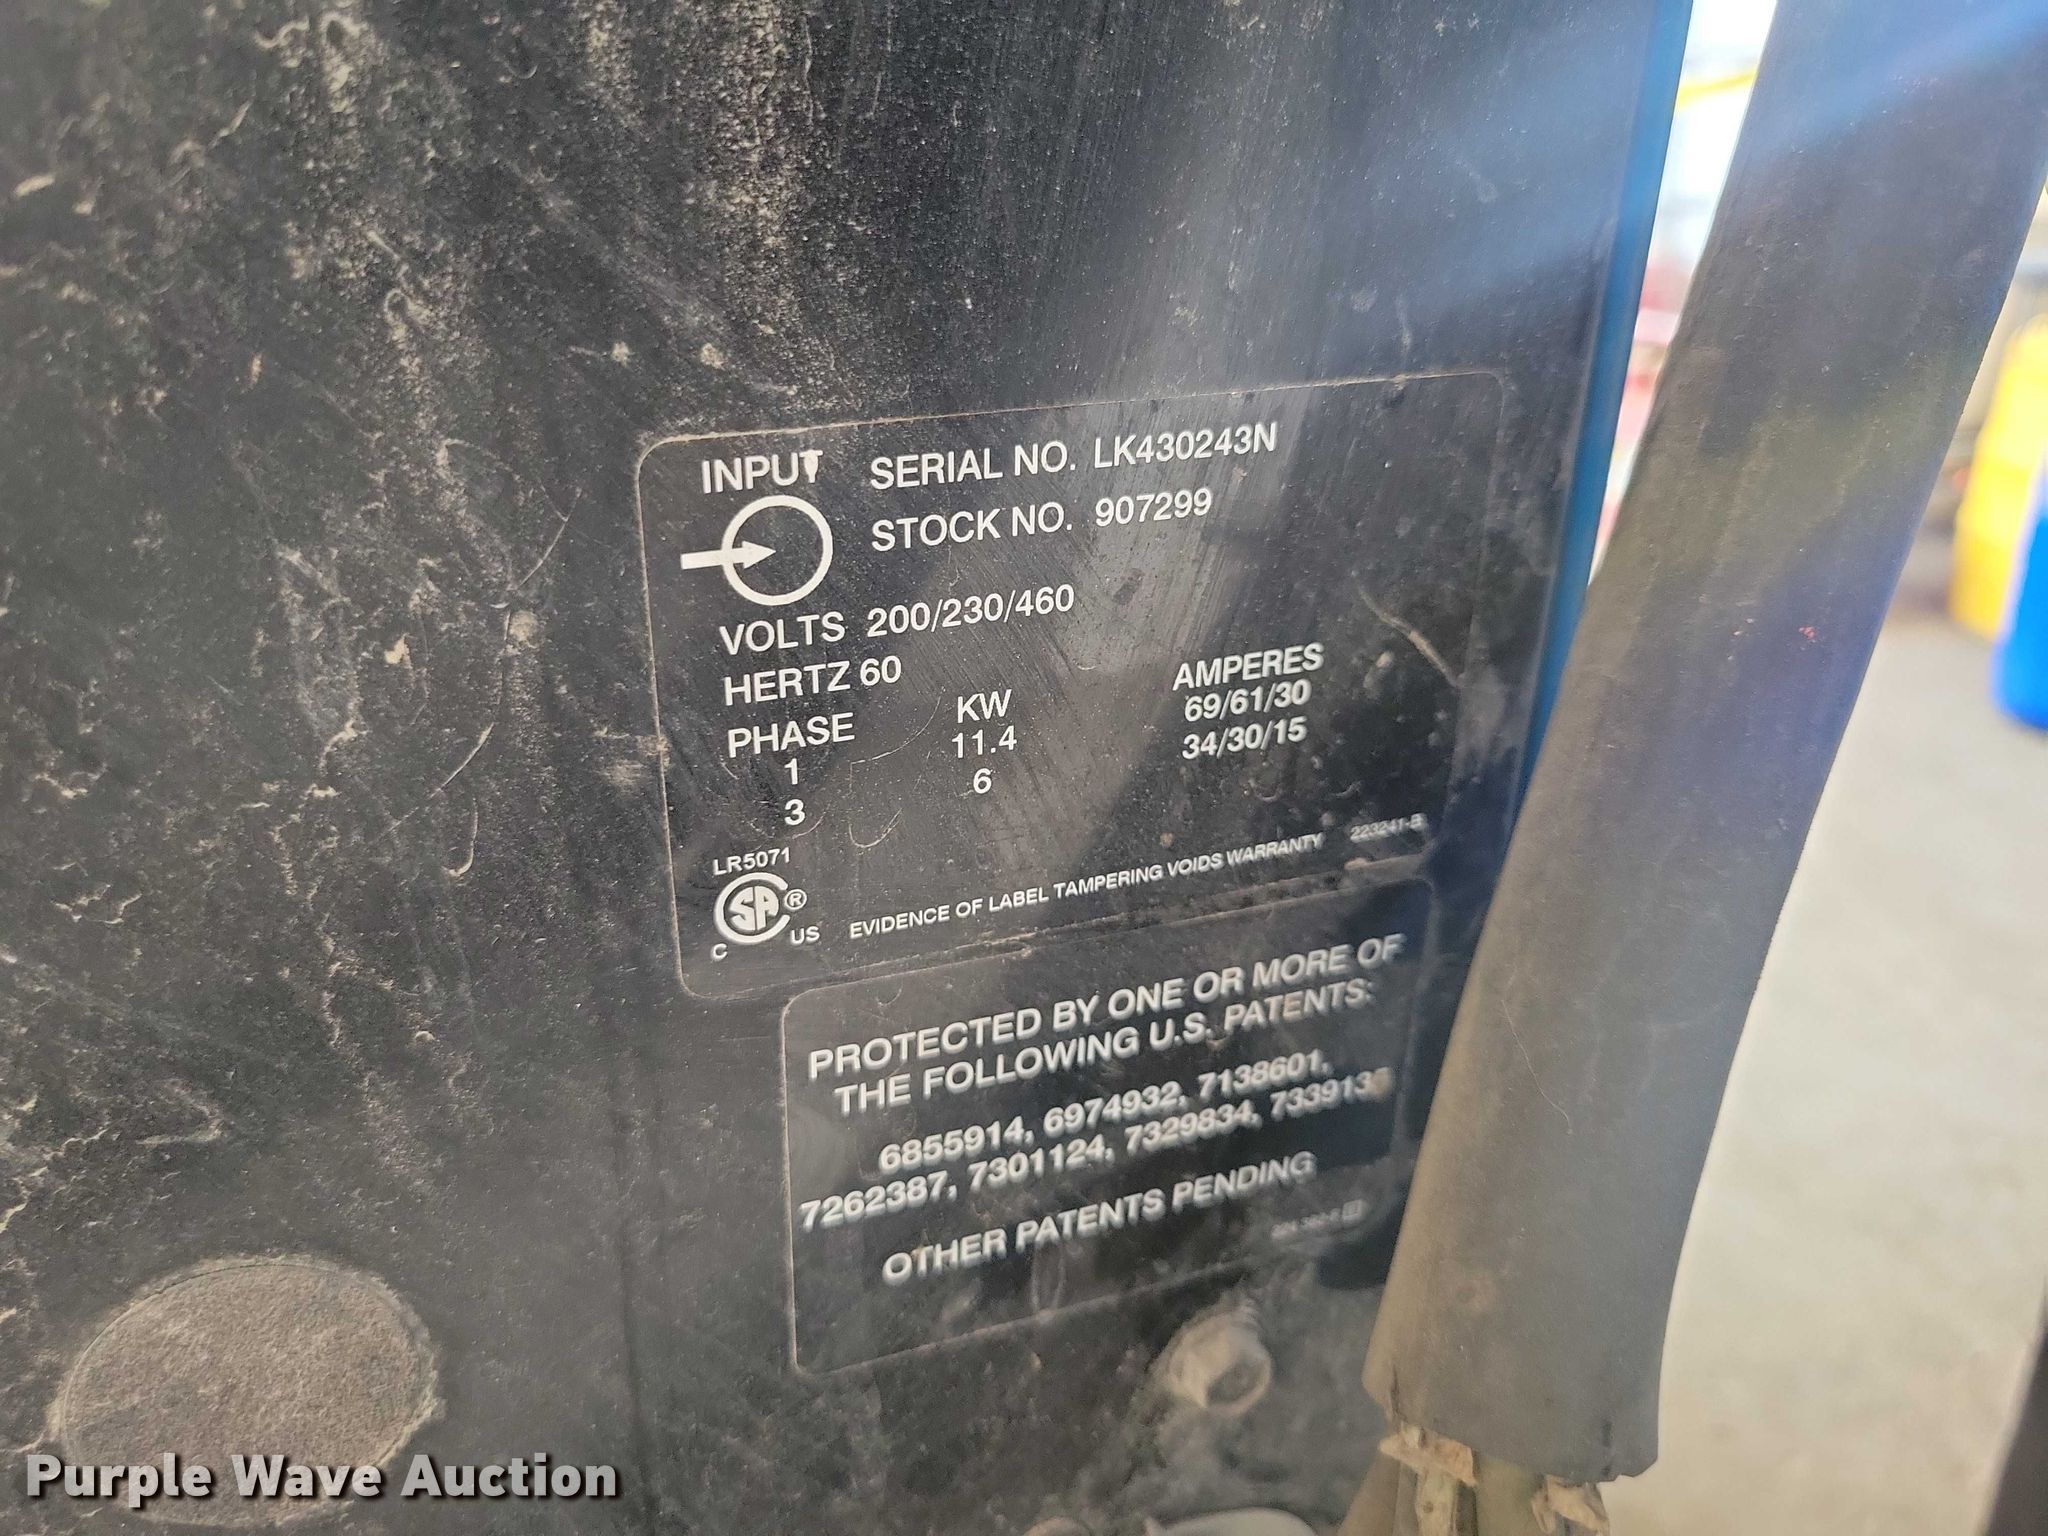 INPUT
SERIAL NO. LK430243N
STOCK NO. 907299
VOLTS 200/230/460
HERTZ 60
PHASE KW AMPERES
1 11.4 69/61/30
3 6 34/30/15
LR5071
CSA ®
C US
EVIDENCE OF LABEL TAMPERING VOIDS WARRANTY 223241-B
PROTECTED BY ONE OR MORE OF
THE FOLLOWING U.S. PATENTS:
6855914, 6974932, 7138601,
7262387, 7301124, 7329834,
OTHER PATENTS PENDING
Purple Wave Auction